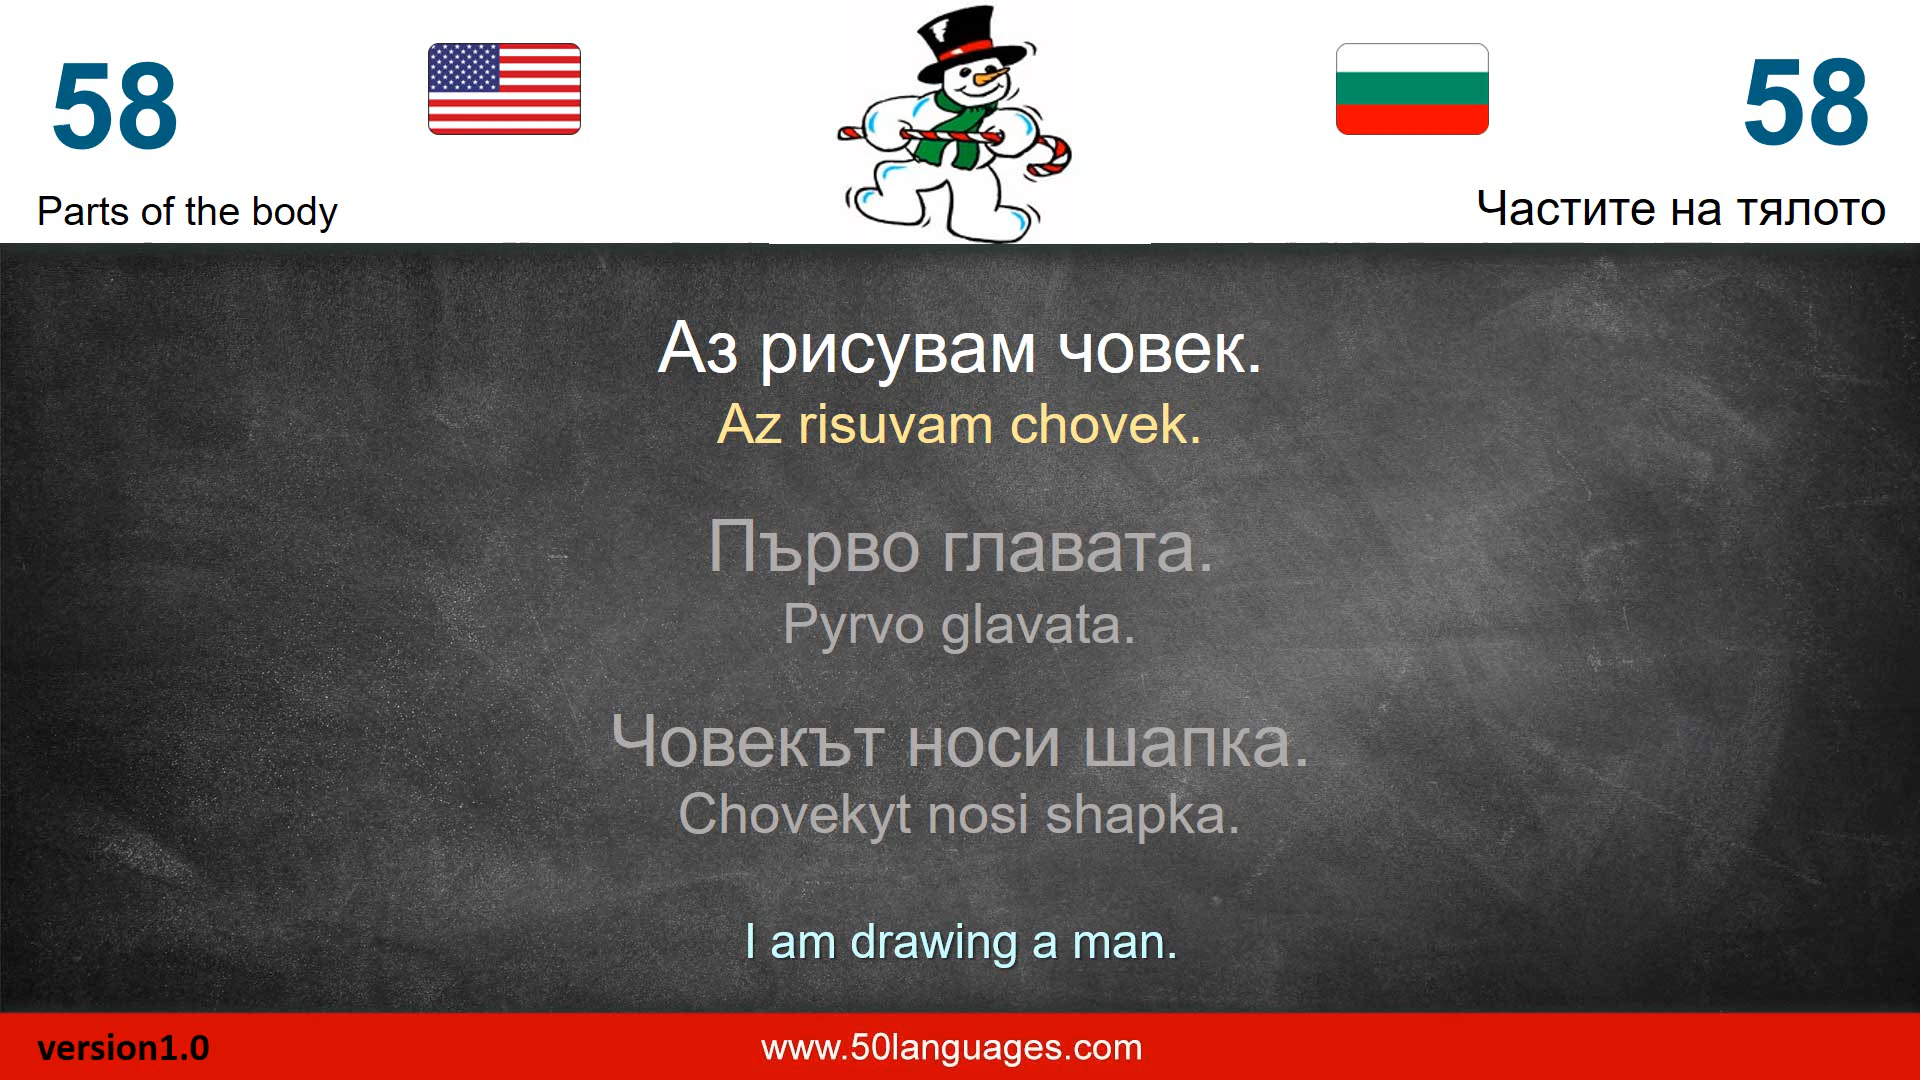 58
58
Parts of the body
Частите на тялото
Аз рисувам човек.
Az risuvam chovek.
Първо главата.
Pyrvo glavata.
Човекът носи шапка.
Chovekyt nosi shapka.
I am drawing a man.
version1.0
www.50languages.com